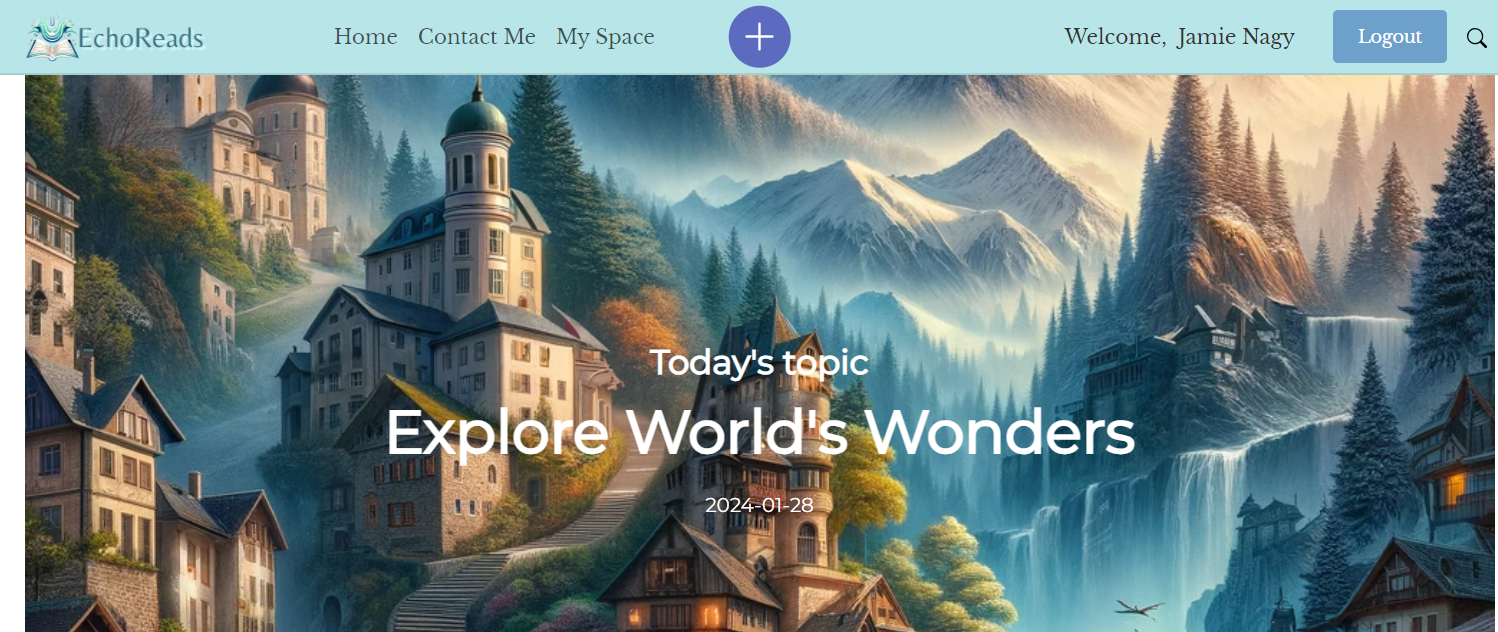 EchoReads Home Contact Me My Space Welcome, Jamie Nagy Logout
Today's topic
Explore World's Wonders
2024-01-28